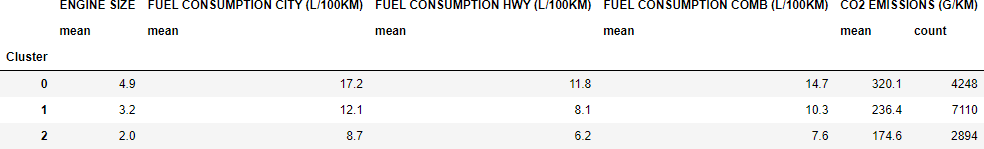 ENGINE SIZE FUEL CONSUMPTION CITY (L/100KM) FUEL CONSUMPTION HWY (L/100KM) FUEL CONSUMPTION COMB (L/100KM) CO2 EMISSIONS (G/KM)
mean mean mean mean mean count
Cluster
0 4.9 17.2 11.8 14.7 320.1 4248
1 3.2 12.1 8.1 10.3 236.4 7110
2 2.0 8.7 6.2 7.6 174.6 2894